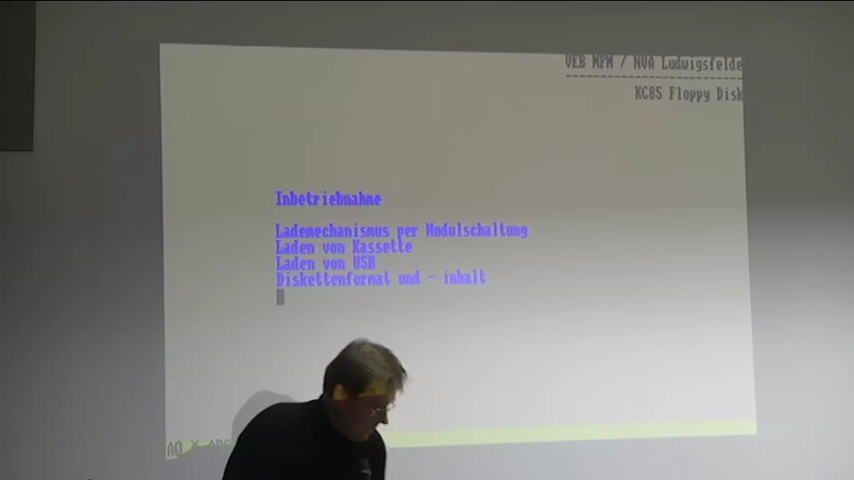 VEB MPM / NVA Ludwigsfelde
KC85 Floppy Disk
Inbetriebnahme
Lademechanismus per Modulschaltung
Laden von Kassette
Laden von USB
Diskettenformat und - inhalt